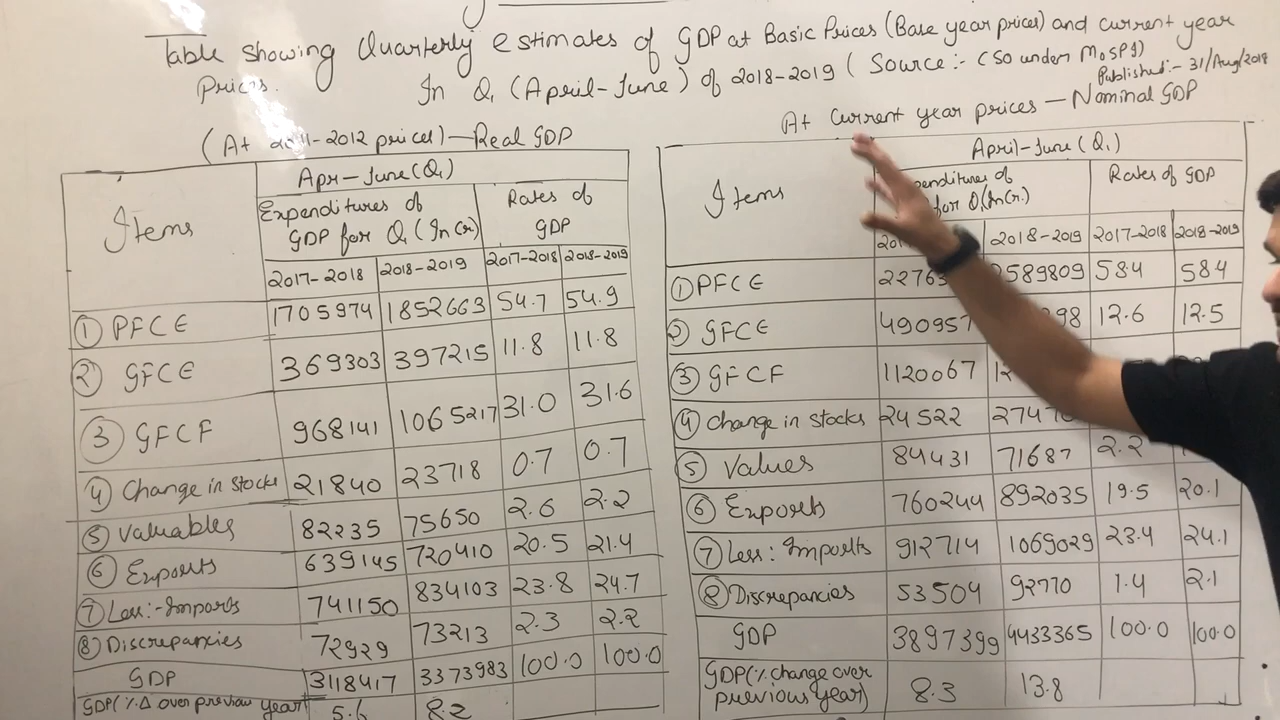 Table showing Quarterly estimates of GDP at Basic Prices (Base year prices) and current year
Prices. In Q1 (April-June) of 2018-2019 (Source:- CSO under MOSPI)
Published:- 31/Aug/2018
(At 2011-2012 prices) — Real GDP
Apr-June (Q1)
Items
Expenditures of GDP for Q1 (In Cr)
Rates of GDP
2017-2018 2018-2019 2017-2018 2018-2019
① PFCE 1705974 1852663 54.7 54.9
② GFCE 369303 397215 11.8 11.8
③ GFCF 968141 1065217 31.0 31.6
④ Change in stocks 21840 23718 0.7 0.7
⑤ Valuables 82235 75650 2.6 2.2
⑥ Exports 639145 720410 20.5 21.4
⑦ Less:-Imports 741150 834103 23.8 24.7
⑧ Discrepancies 72929 73213 2.3 2.2
GDP 3118417 3373983 100.0 100.0
GDP(%Δ over previous year) 5.6 8.2
At current year prices — Nominal GDP
April-June (Q1)
Items
for Q1 (In Cr.)
Rates of GDP
2018-2019 2017-2018 2018-2019
① PFCE 584 584
② GFCE 490957 12.6 12.5
③ GFCF 1120067
④ Change in stocks 24522
⑤ Values 84431 71687 2.2
⑥ Exports 760244 892035 19.5 20.1
⑦ Less: Imports 912714 1069029 23.4 24.1
⑧ Discrepancies 53504 92770 1.4 2.1
GDP 3897399 4433365 100.0 100.0
GDP (% change over previous year) 8.3 13.8